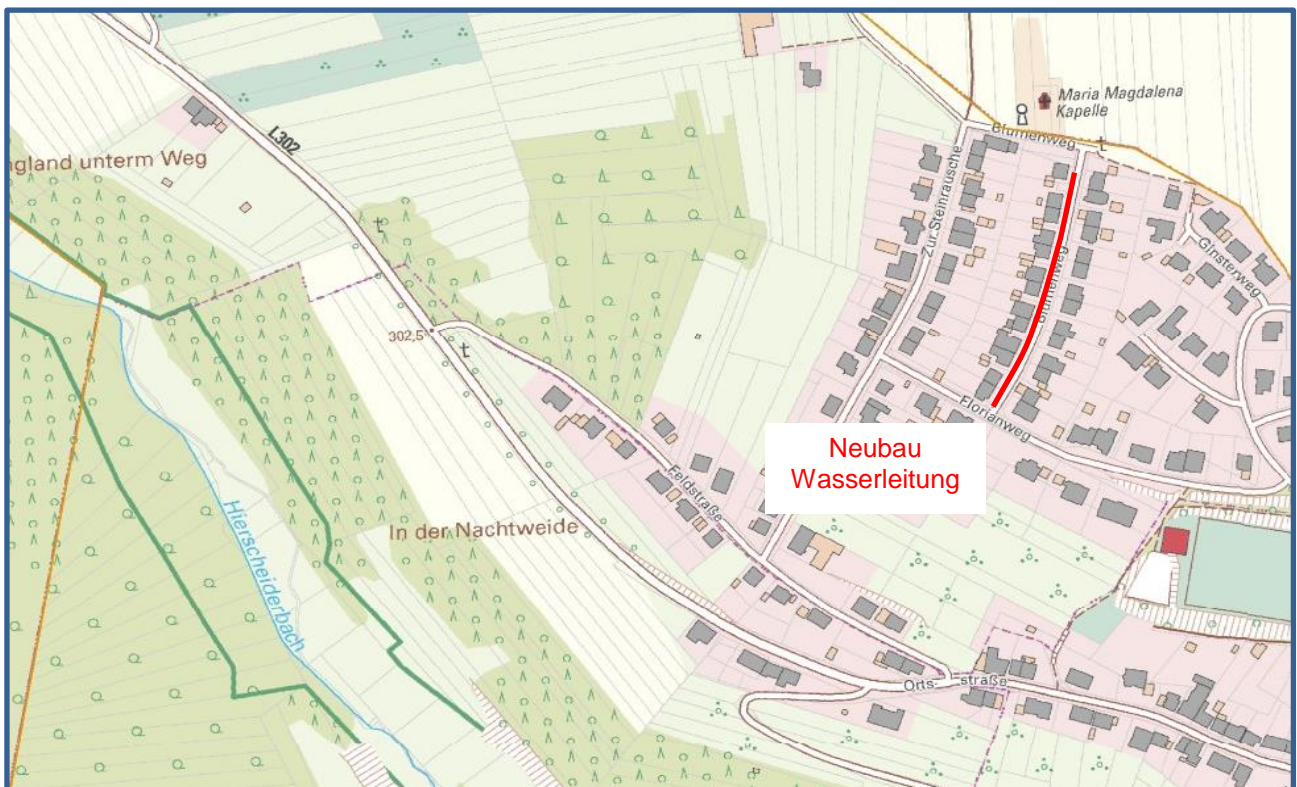 Maria Magdalena
Kapelle
Blumenweg
L302
ngland unterm Weg
Zur Steinrausche
Blumenweg
Ginsterweg
302,5
Florianweg
Neubau
Wasserleitung
Feldstraße
In der Nachtweide
Hierscheiderbach
Orts-
straße